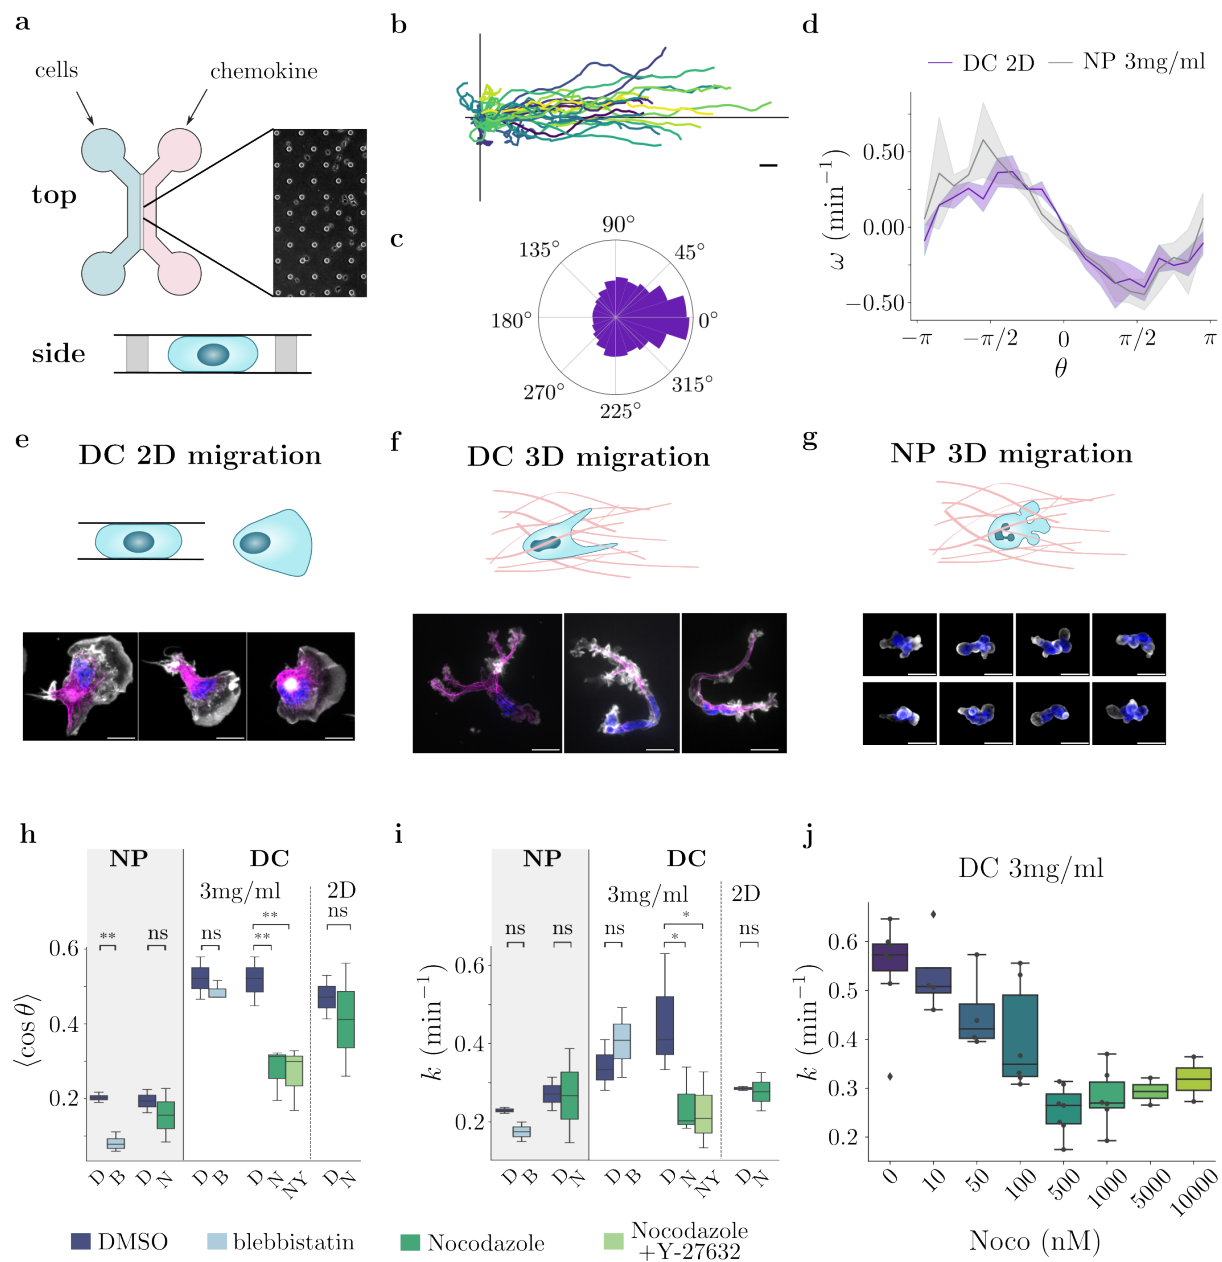 a
cells
chemokine
top
side
b
c
90°
135°
45°
180°
0°
270°
315°
225°
d
DC 2D
NP 3mg/ml
ω (min⁻¹)
0.50
0.00
−0.50
−π
−π/2
0
π/2
π
θ
e
DC 2D migration
f
DC 3D migration
g
NP 3D migration
h
NP
DC
3mg/ml
2D
**
ns
ns
**
**
ns
⟨cos θ⟩
0.6
0.4
0.2
D
B
D
N
D
B
D
N
NY
D
N
i
NP
DC
3mg/ml
2D
ns
ns
ns
*
*
ns
k (min⁻¹)
0.6
0.4
0.2
D
B
D
N
D
B
D
N
NY
D
N
j
DC 3mg/ml
k (min⁻¹)
0.6
0.5
0.4
0.3
0.2
0
10
50
100
500
1000
5000
10000
Noco (nM)
DMSO
blebbistatin
Nocodazole
Nocodazole
+Y-27632